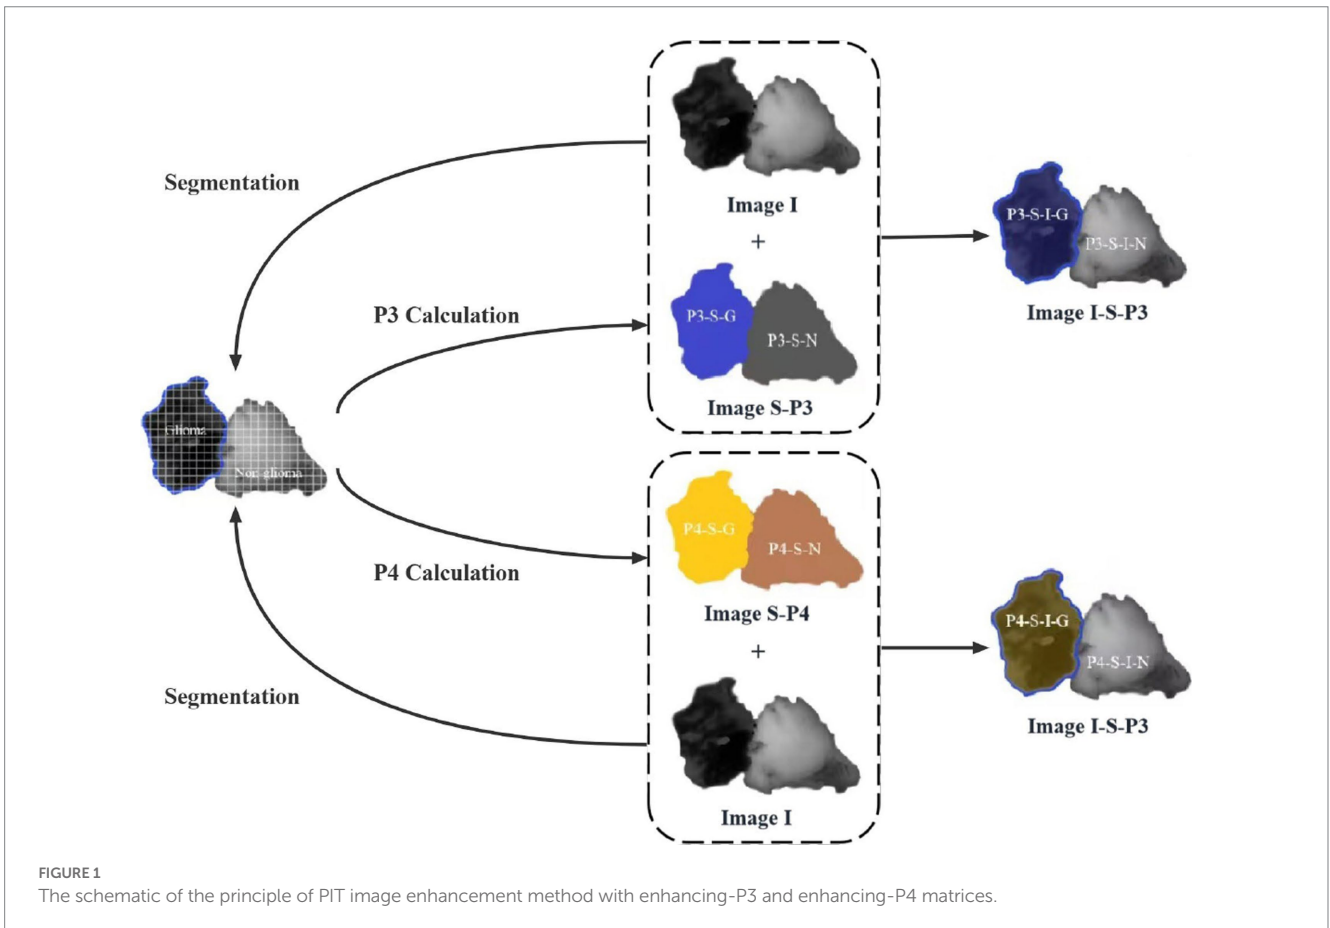 Image I
Segmentation
+
P3-S-I-G
P3-S-I-N
Image I-S-P3
P3 Calculation
P3-S-G
P3-S-N
Image S-P3
Glioma
Non-glioma
P4 Calculation
P4-S-G
P4-S-N
Image S-P4
+
P4-S-I-G
P4-S-I-N
Image I-S-P3
Segmentation
Image I
FIGURE 1
The schematic of the principle of PIT image enhancement method with enhancing-P3 and enhancing-P4 matrices.